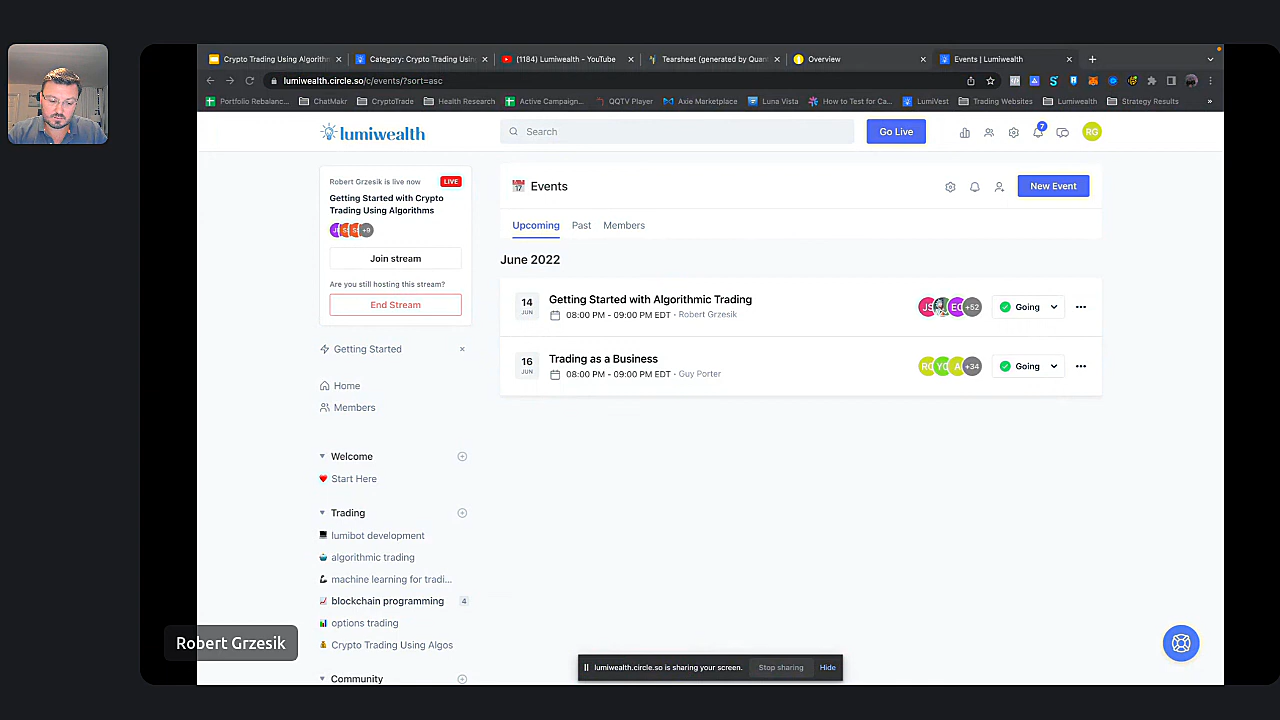 Crypto Trading Using Algorithm
Category: Crypto Trading Usin
(1184) Lumiwealth - YouTube
Tearsheet (generated by Quant
Overview
Events | Lumiwealth
lumiwealth.circle.so/c/events/?sort=asc
Portfolio Rebalanc...
ChatMakr
CryptoTrade
Health Research
Active Campaign...
QQTV Player
Axie Marketplace
Luna Vista
How to Test for Ca...
LumiVest
Trading Websites
Lumiwealth
Strategy Results
»
lumiwealth
Search
Go Live
7
RG
Robert Grzesik is live now
LIVE
Getting Started with Crypto
Trading Using Algorithms
+9
Join stream
Are you still hosting this stream?
End Stream
Getting Started
Home
Members
Welcome
Start Here
Trading
lumibot development
algorithmic trading
machine learning for tradi...
blockchain programming
4
options trading
Crypto Trading Using Algos
Community
Events
New Event
Upcoming
Past
Members
June 2022
14
JUN
Getting Started with Algorithmic Trading
08:00 PM - 09:00 PM EDT • Robert Grzesik
JS
+52
Going
16
JUN
Trading as a Business
08:00 PM - 09:00 PM EDT • Guy Porter
+34
Going
Robert Grzesik
lumiwealth.circle.so is sharing your screen.
Stop sharing
Hide